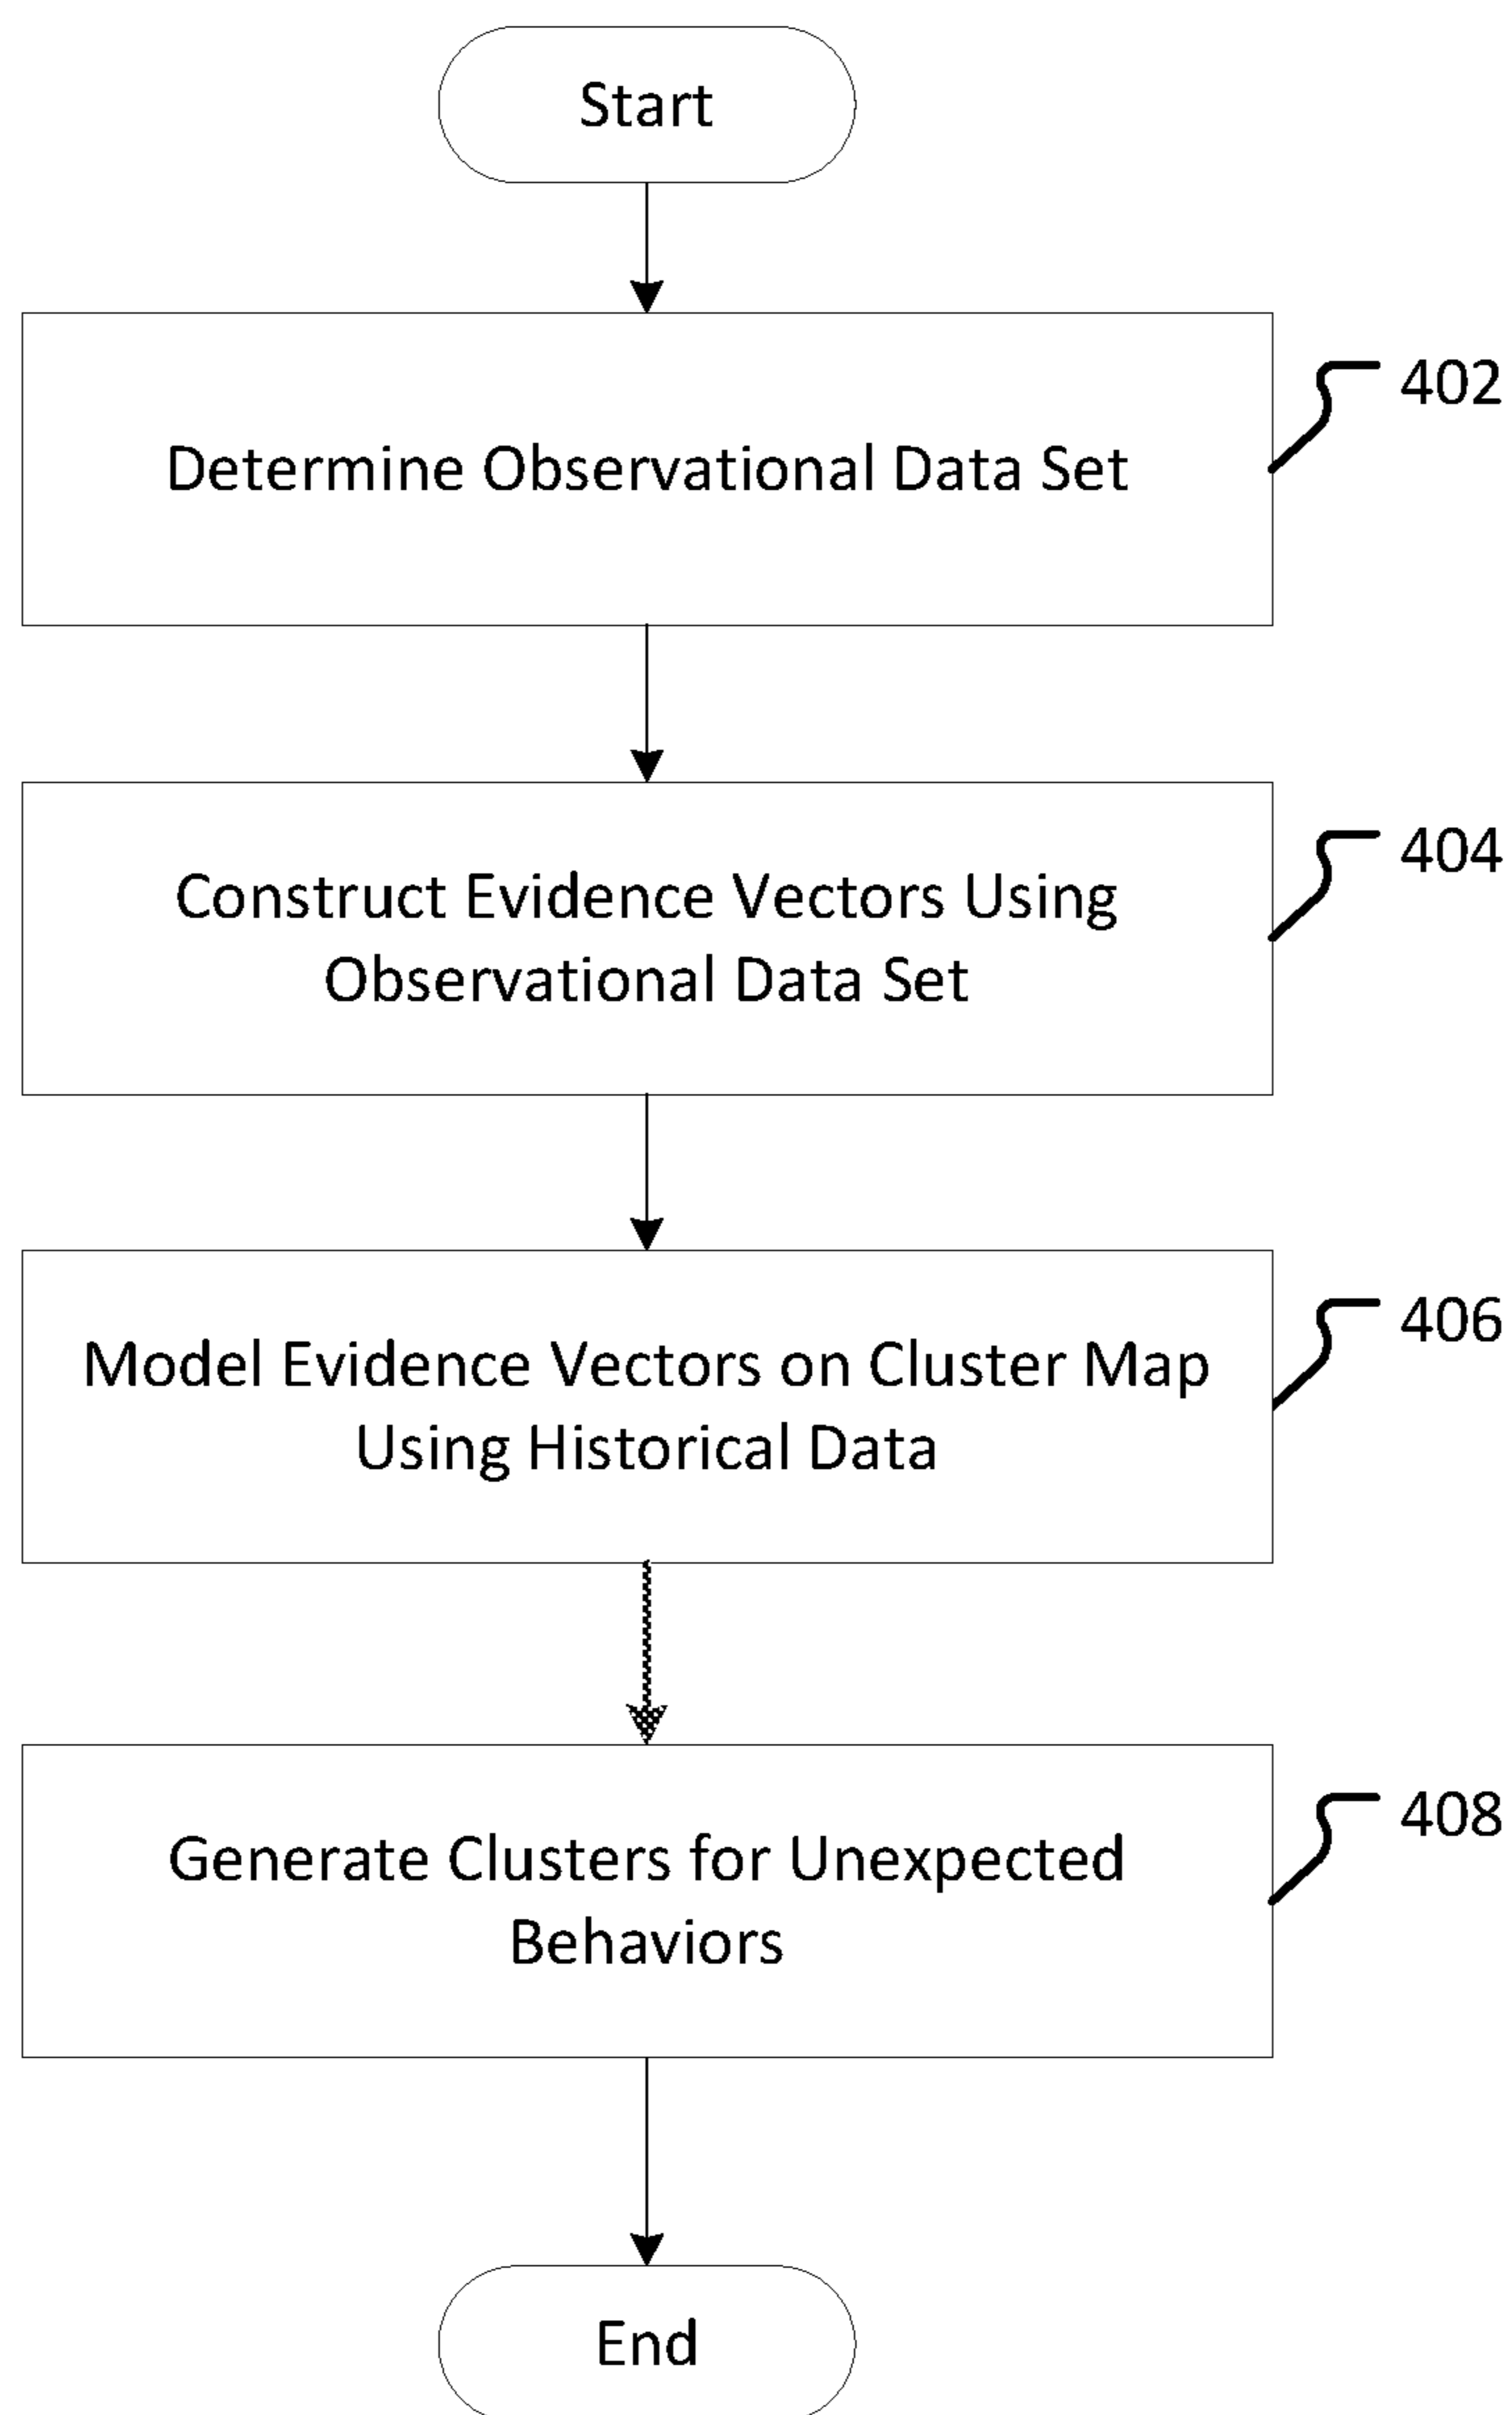 Start
402
Determine Observational Data Set
404
Construct Evidence Vectors Using
Observational Data Set
406
Model Evidence Vectors on Cluster Map
Using Historical Data
408
Generate Clusters for Unexpected
Behaviors
End